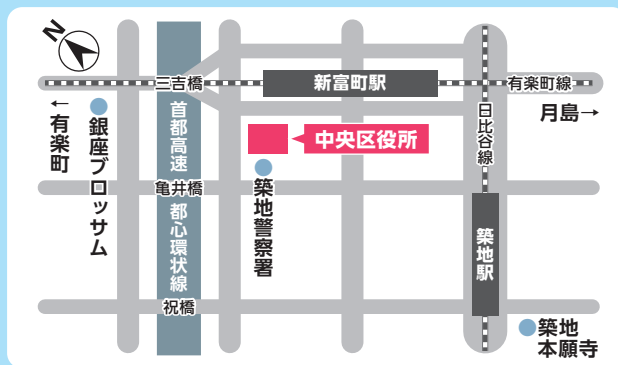 N
三吉橋
新富町駅
有楽町線
←
有楽町
銀座ブロッサム
首都高速
都心環状線
中央区役所
日比谷線
月島→
亀井橋
築地警察署
築地駅
祝橋
築地
本願寺